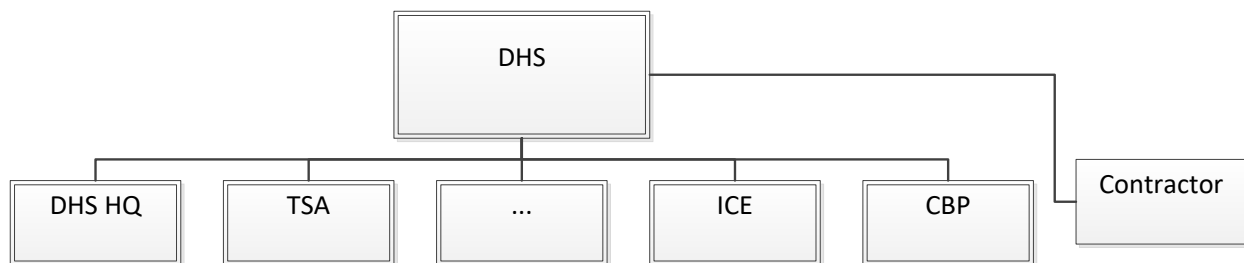 DHS
DHS HQ
TSA
...
ICE
CBP
Contractor